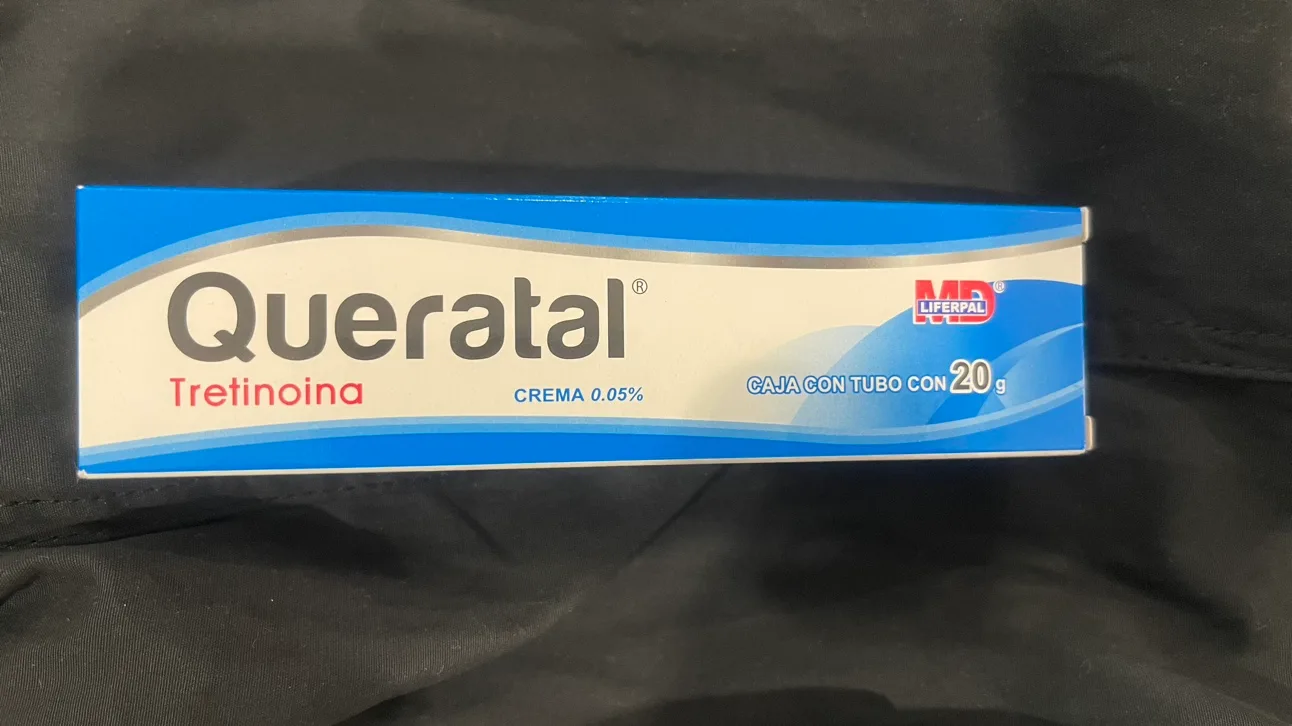 Queratal®
Tretinoina
CREMA 0.05%
MD®
LIFERPAL
CAJA CON TUBO CON 20 g